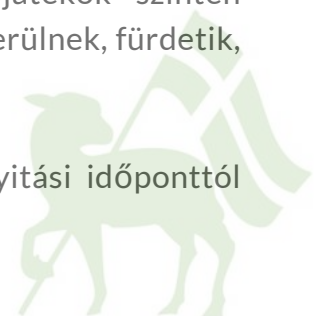 játékok szintén
erülnek, fürdetik,
yitási időponttól